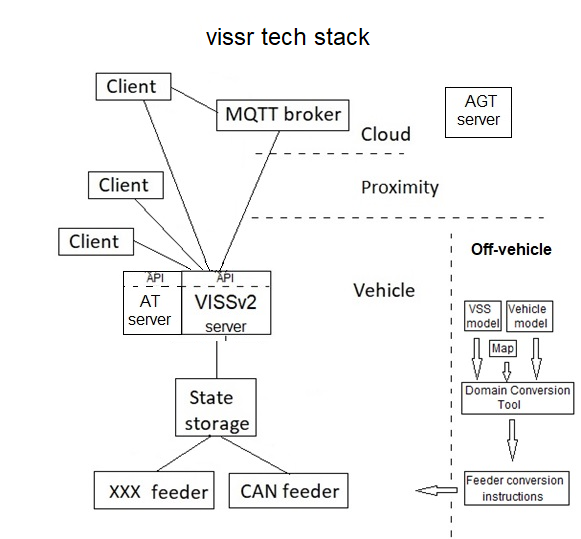 vissr tech stack
Client
MQTT broker
AGT
server
Cloud
Proximity
Client
Client
Off-vehicle
API
API
AT
server
VISSv2
server
Vehicle
VSS
model
Vehicle
model
Map
Domain Conversion
Tool
State
storage
XXX feeder
CAN feeder
Feeder conversion
instructions